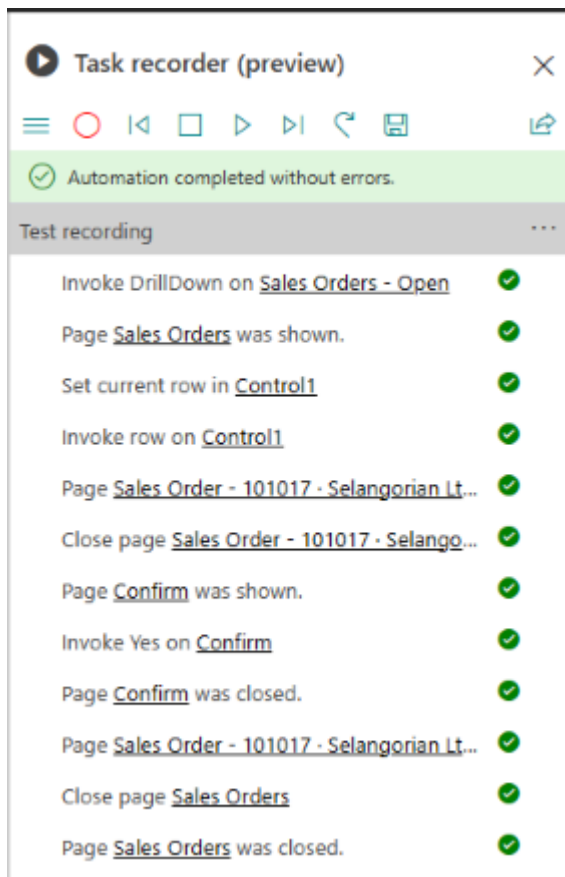 Task recorder (preview)
Automation completed without errors.
Test recording
Invoke DrillDown on Sales Orders - Open
Page Sales Orders was shown.
Set current row in Control1
Invoke row on Control1
Page Sales Order - 101017 · Selangorian Lt...
Close page Sales Order - 101017 · Selango...
Page Confirm was shown.
Invoke Yes on Confirm
Page Confirm was closed.
Page Sales Order - 101017 · Selangorian Lt...
Close page Sales Orders
Page Sales Orders was closed.